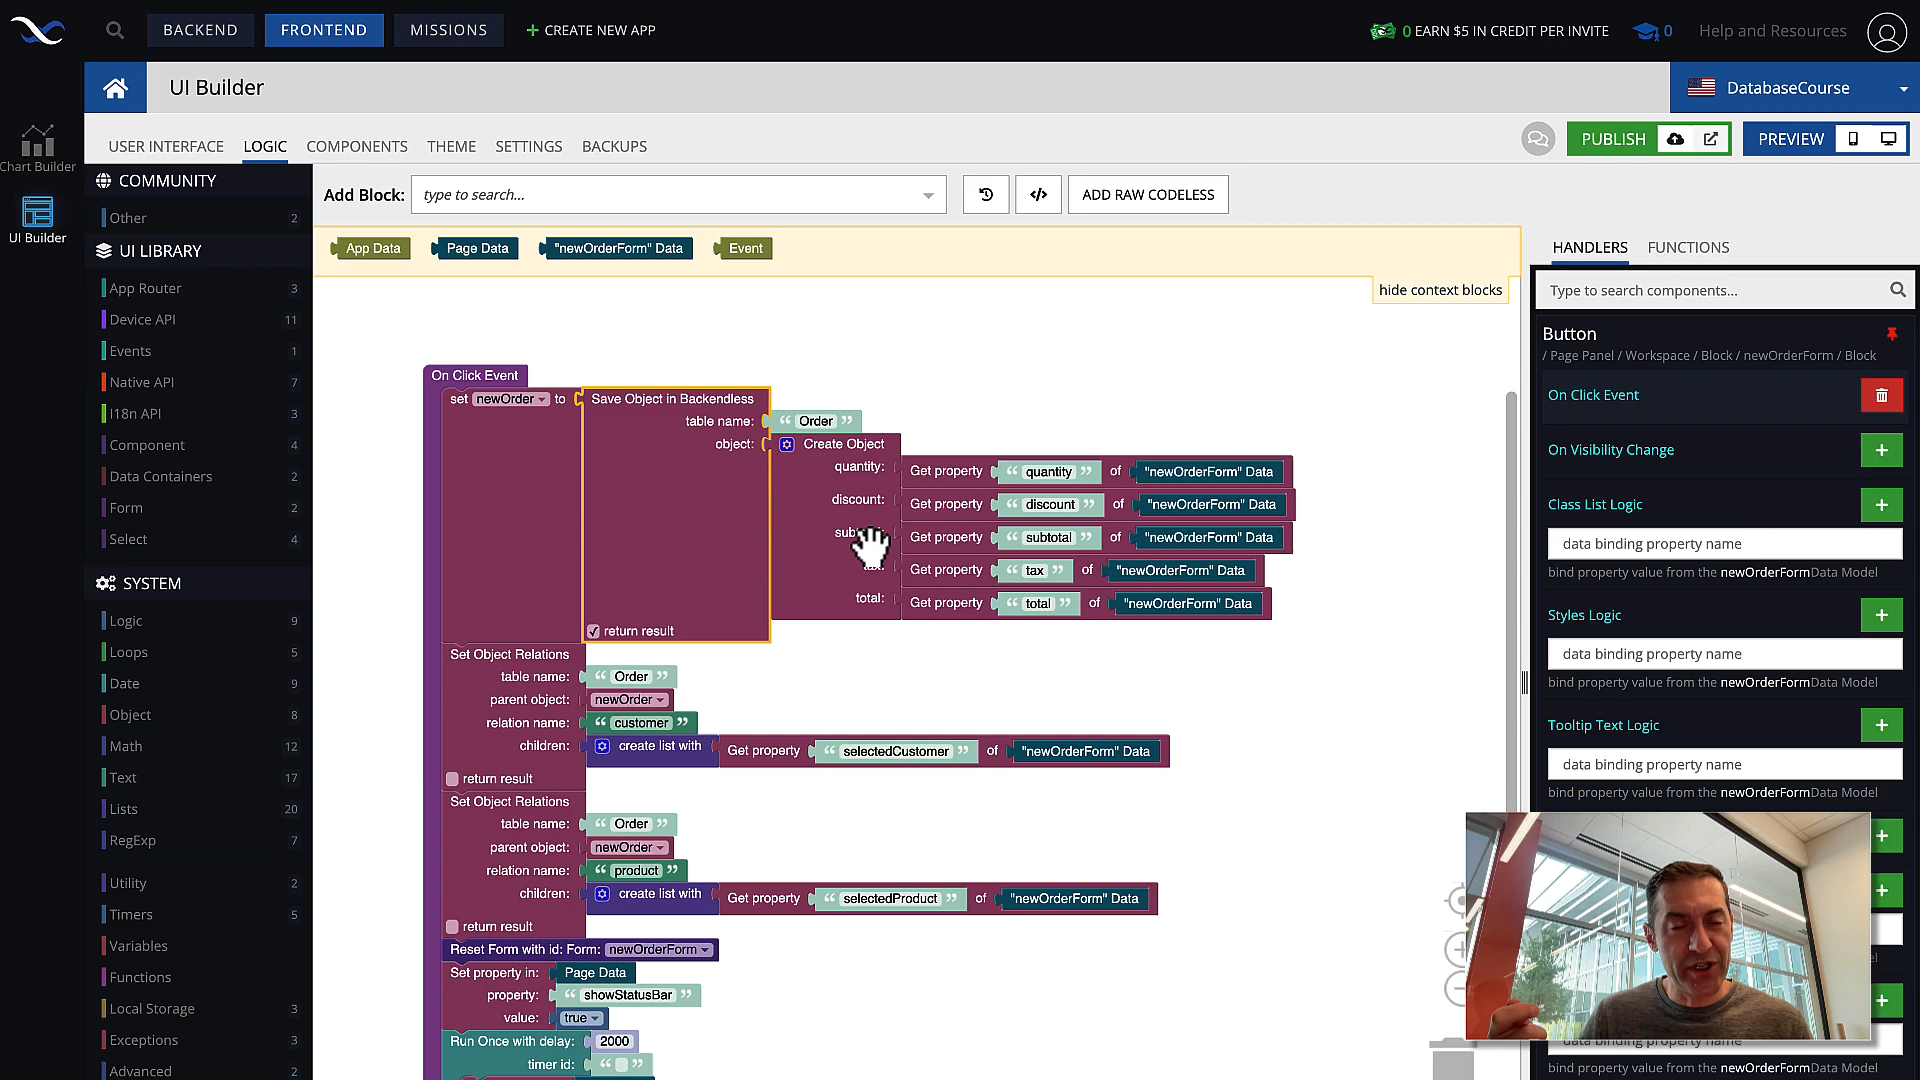 BACKEND FRONTEND MISSIONS + CREATE NEW APP 0 EARN $5 IN CREDIT PER INVITE 0 Help and Resources
UI Builder DatabaseCourse
USER INTERFACE LOGIC COMPONENTS THEME SETTINGS BACKUPS PUBLISH PREVIEW
Chart Builder
UI Builder
COMMUNITY
Other 2
UI LIBRARY
App Router 3
Device API 11
Events 1
Native API 7
I18n API 3
Component 4
Data Containers 2
Form 2
Select 4
SYSTEM
Logic 9
Loops 5
Date 9
Object 8
Math 12
Text 17
Lists 20
RegExp 7
Utility 2
Timers 5
Variables
Functions
Local Storage 3
Exceptions 3
Advanced 2
Add Block: type to search... </> ADD RAW CODELESS
App Data Page Data "newOrderForm" Data Event
hide context blocks
On Click Event
set newOrder to Save Object in Backendless
table name: “ Order ”
object: Create Object
quantity: Get property “ quantity ” of "newOrderForm" Data
discount: Get property “ discount ” of "newOrderForm" Data
Get property “ subtotal ” of "newOrderForm" Data
Get property “ tax ” of "newOrderForm" Data
total: Get property “ total ” of "newOrderForm" Data
return result
Set Object Relations
table name: “ Order ”
parent object: newOrder
relation name: “ customer ”
children: create list with Get property “ selectedCustomer ” of "newOrderForm" Data
return result
Set Object Relations
table name: “ Order ”
parent object: newOrder
relation name: “ product ”
children: create list with Get property “ selectedProduct ” of "newOrderForm" Data
return result
Reset Form with id: Form: newOrderForm
Set property in: Page Data
property: “ showStatusBar ”
value: true
Run Once with delay: 2000
timer id: “ ”
HANDLERS FUNCTIONS
Type to search components...
Button
/ Page Panel / Workspace / Block / newOrderForm / Block
On Click Event
On Visibility Change
Class List Logic
data binding property name
bind property value from the newOrderFormData Model
Styles Logic
data binding property name
bind property value from the newOrderFormData Model
Tooltip Text Logic
data binding property name
bind property value from the newOrderFormData Model
data binding property name
bind property value from the newOrderFormData Model